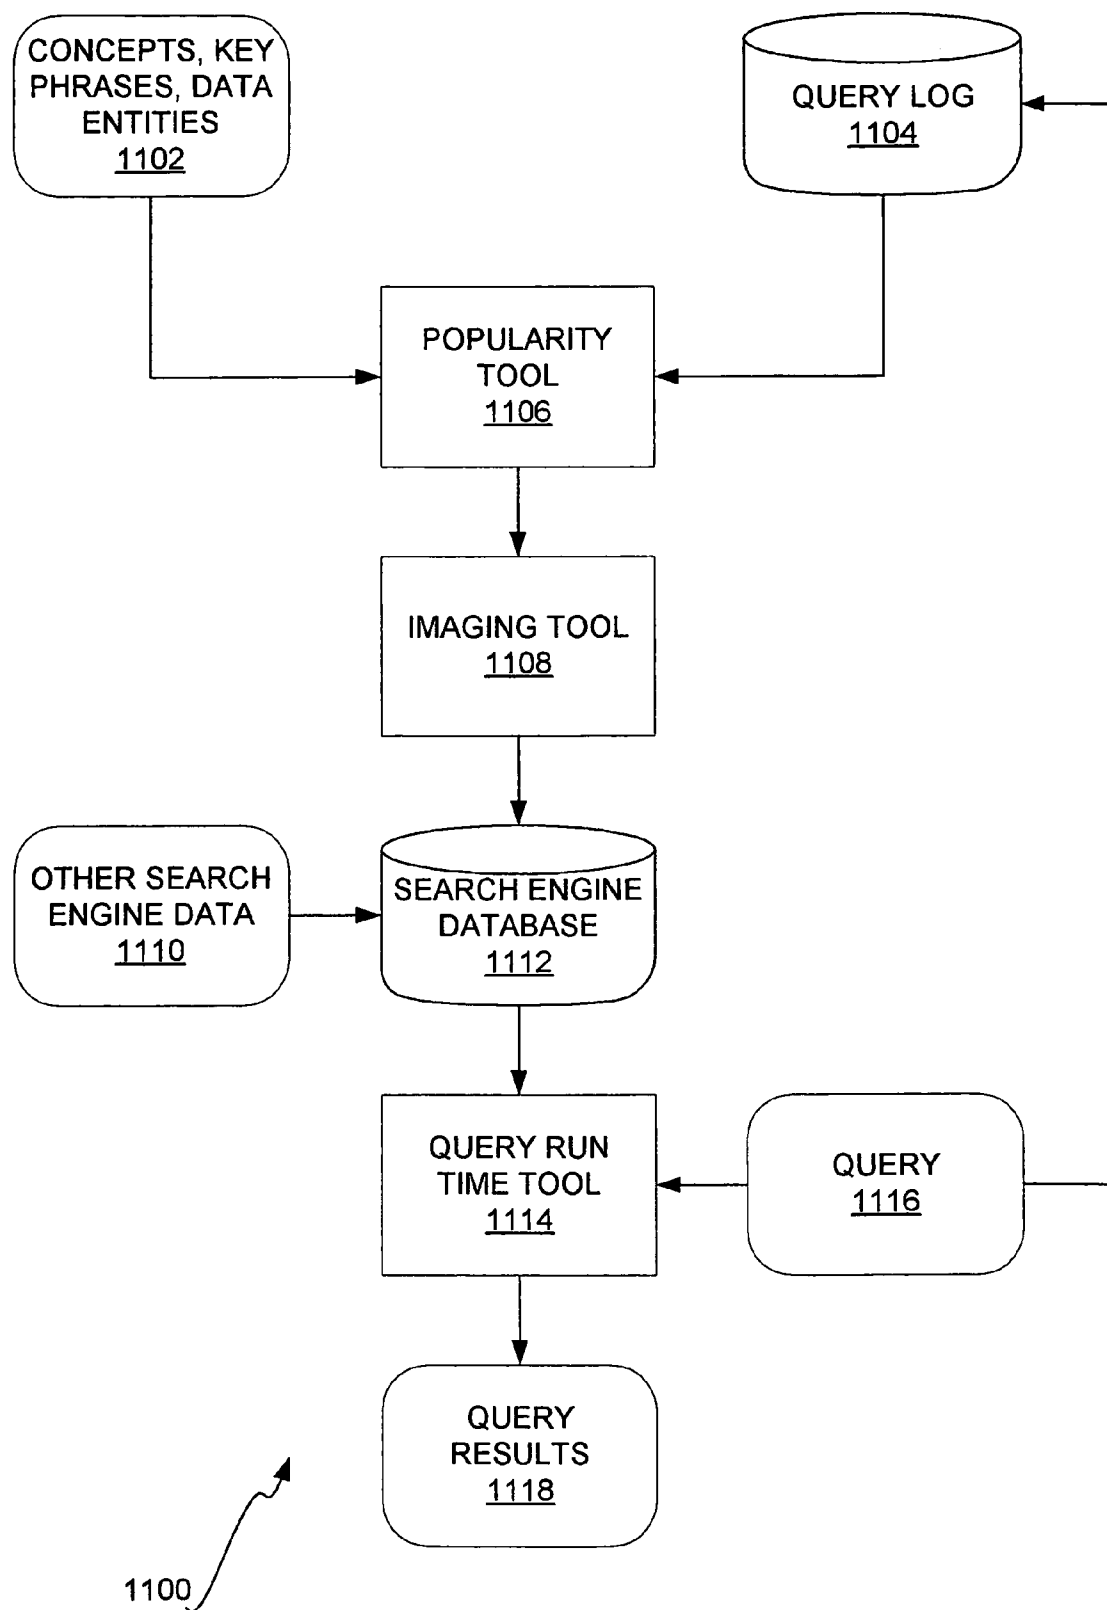 CONCEPTS, KEY
PHRASES, DATA
ENTITIES
1102
QUERY LOG
1104
POPULARITY
TOOL
1106
IMAGING TOOL
1108
OTHER SEARCH
ENGINE DATA
1110
SEARCH ENGINE
DATABASE
1112
QUERY RUN
TIME TOOL
1114
QUERY
1116
QUERY
RESULTS
1118
1100